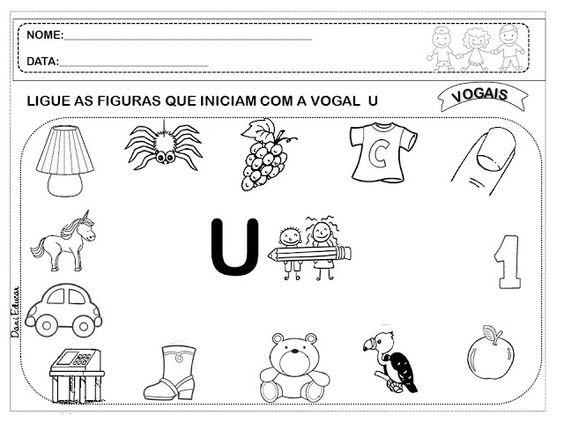 NOME:
DATA:
VOGAIS
LIGUE AS FIGURAS QUE INICIAM COM A VOGAL U
C
U
1
Dani Educar